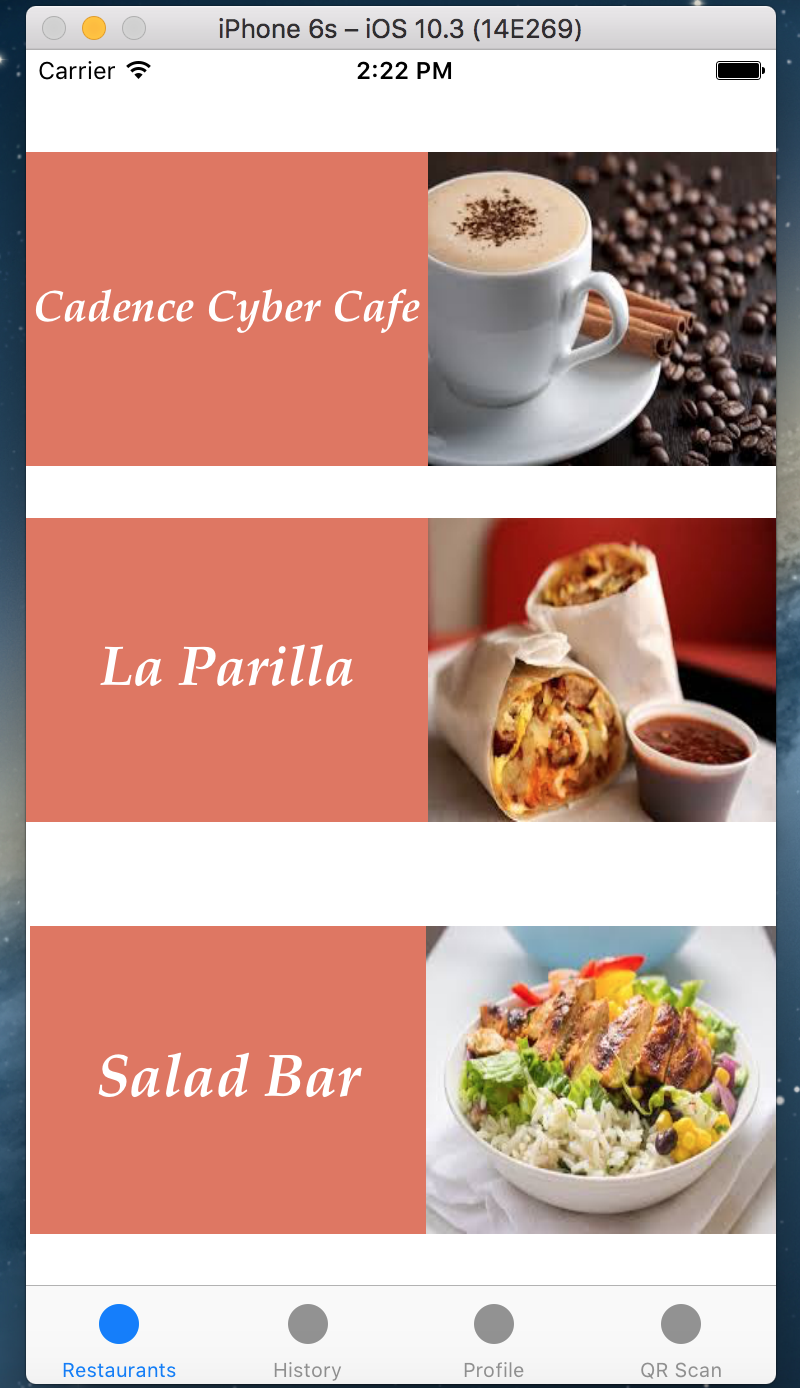 iPhone 6s – iOS 10.3 (14E269)
Carrier 2:22 PM
Cadence Cyber Cafe
La Parilla
Salad Bar
Restaurants History Profile QR Scan